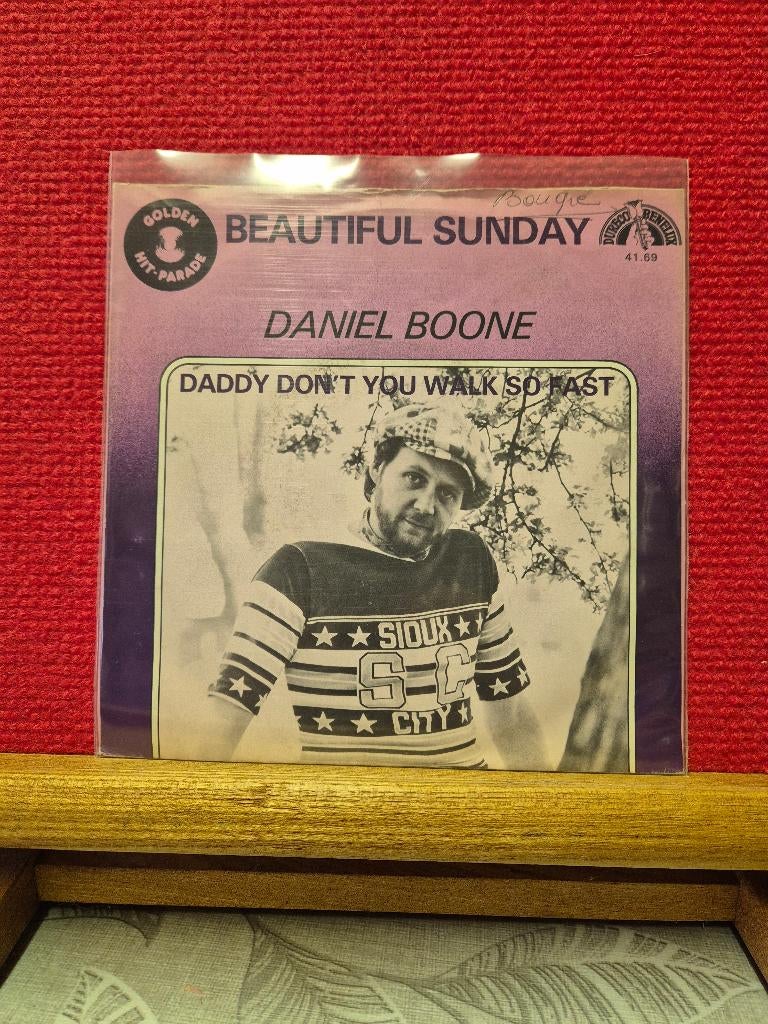 Bougie
GOLDEN
HIT-PARADE
BEAUTIFUL SUNDAY
DURECO BENELUX
41.69
DANIEL BOONE
DADDY DON'T YOU WALK SO FAST
SIOUX
SC
CITY